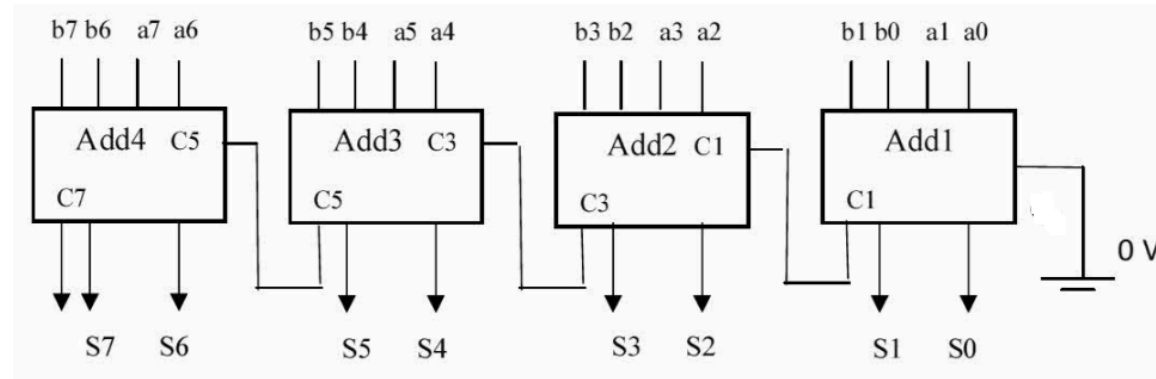 b7 b6 a7 a6 b5 b4 a5 a4 b3 b2 a3 a2 b1 b0 a1 a0
Add4 C5 Add3 C3 Add2 C1 Add1
C7 C5 C3 C1
0 V
S7 S6 S5 S4 S3 S2 S1 S0